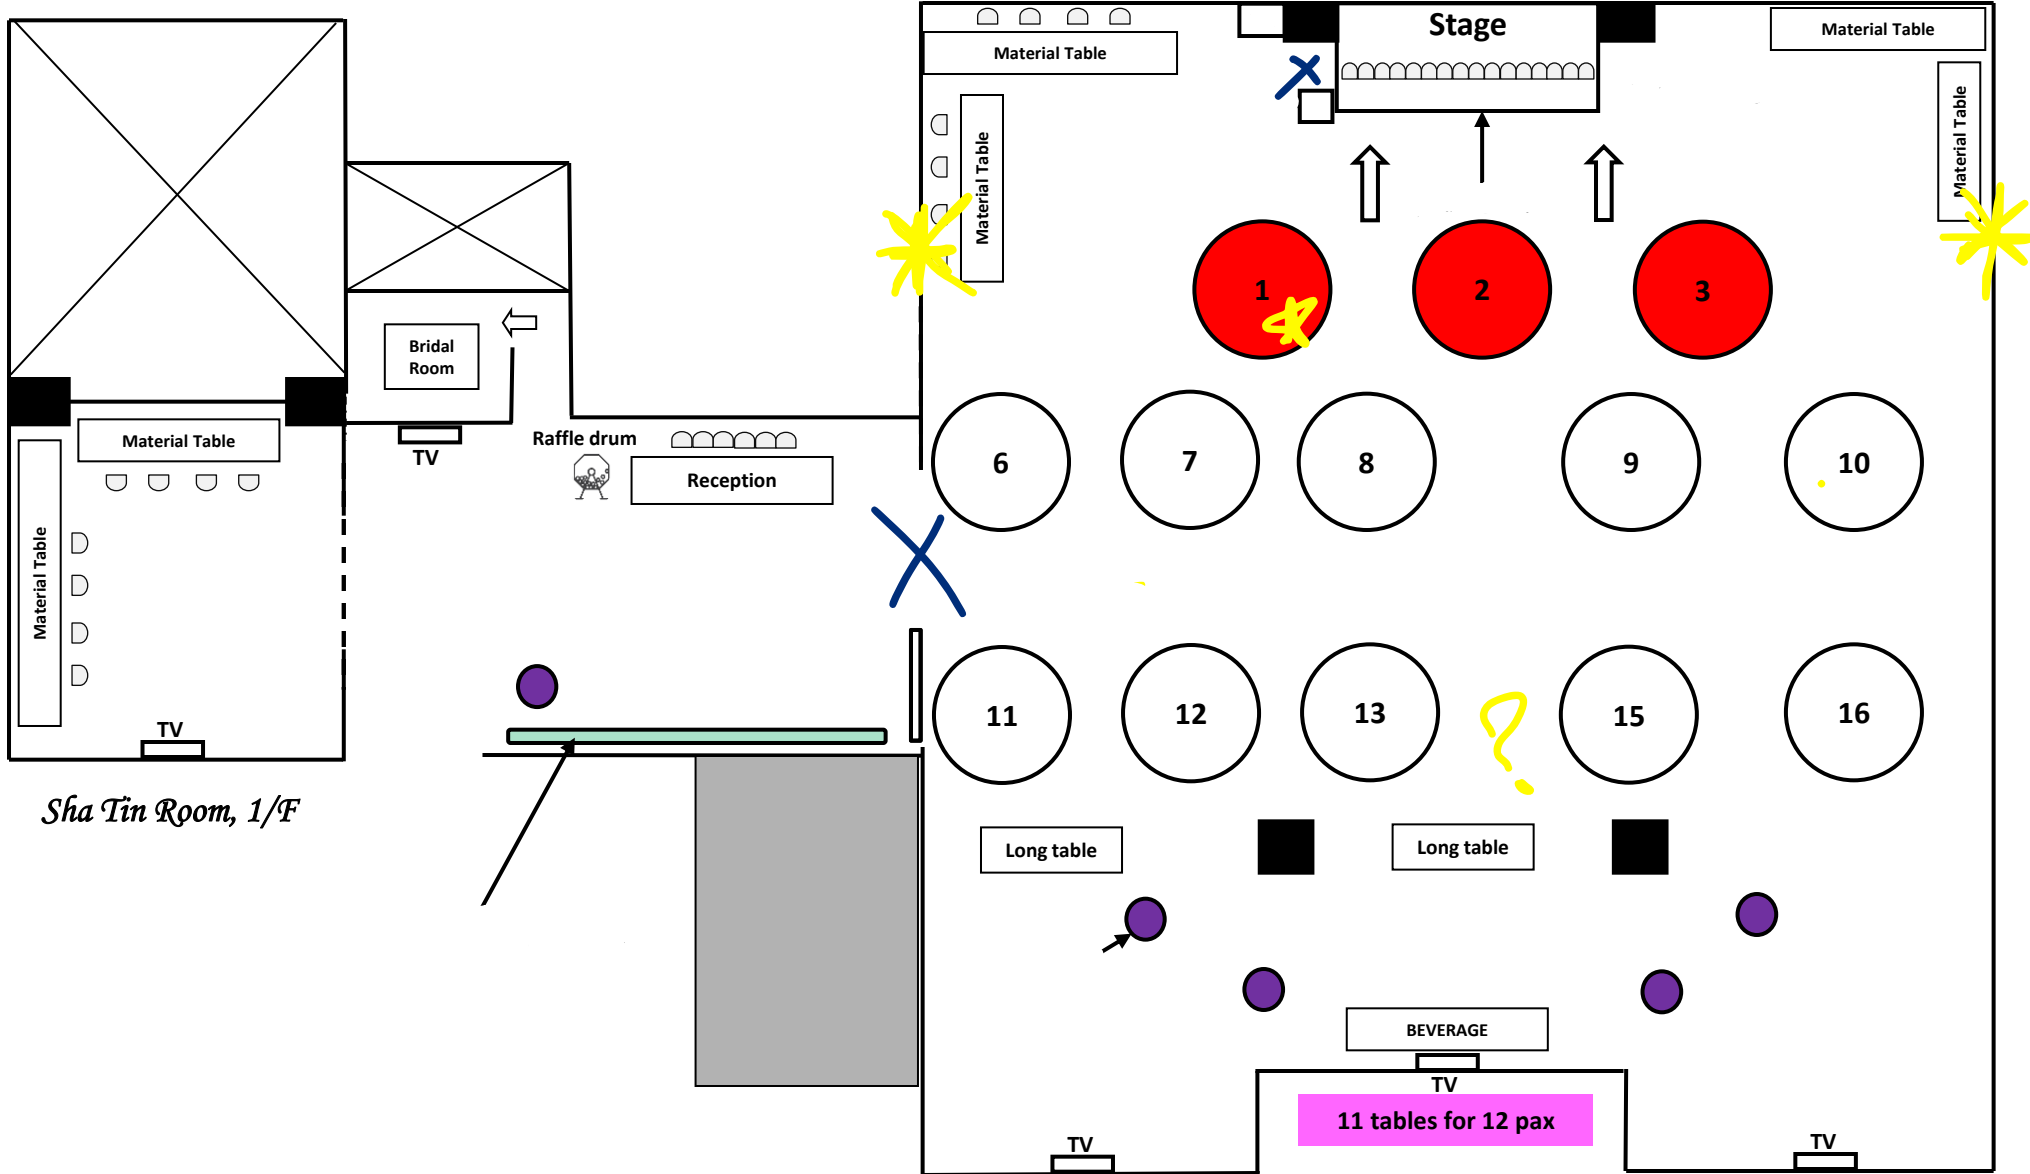 Stage
Material Table
Material Table
Material Table
Material Table
1
2
3
Bridal
Room
TV
Raffle drum
Reception
Material Table
Material Table
TV
6
7
8
9
10
11
12
13
?
15
16
Sha Tin Room, 1/F
Long table
Long table
BEVERAGE
TV
11 tables for 12 pax
TV
TV